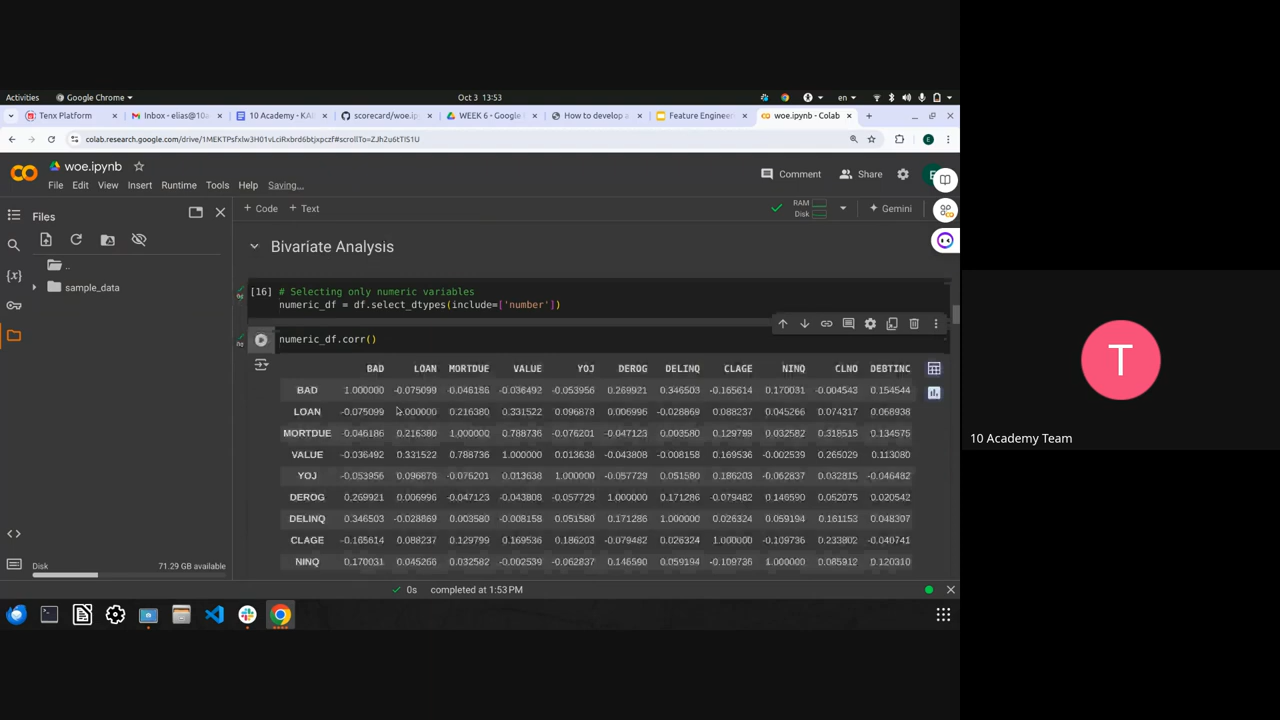 Activities
Google Chrome
Oct 3 13:53
en
Tenx Platform
Inbox - elias@10
10 Academy - KAI
scorecard/woe.ip
WEEK 6 - Google
How to develop a
Feature Engineer
woe.ipynb - Colab
colab.research.google.com/drive/1MEKTPsfxlw3H01vLciRxbrd6btjxpczf#scrollTo=ZJh2u6tTIS1U
woe.ipynb
File Edit View Insert Runtime Tools Help Saving...
Comment
Share
Files
+ Code + Text
RAM
Disk
Gemini
..
sample_data
Bivariate Analysis
[16] # Selecting only numeric variables
numeric_df = df.select_dtypes(include=['number'])
numeric_df.corr()
BAD LOAN MORTDUE VALUE YOJ DEROG DELINQ CLAGE NINQ CLNO DEBTINC
BAD 1.000000 -0.075099 -0.046186 -0.036492 -0.053956 0.269921 0.346503 -0.165614 0.170031 -0.004543 0.154544
LOAN -0.075099 1.000000 0.216380 0.331522 0.096878 0.006996 -0.028869 0.088237 0.045266 0.074317 0.068938
MORTDUE -0.046186 0.216380 1.000000 0.788736 -0.076201 -0.047123 0.003580 0.129799 0.032582 0.318515 0.134575
VALUE -0.036492 0.331522 0.788736 1.000000 0.013638 -0.043808 -0.008158 0.169536 -0.002539 0.265029 0.113080
YOJ -0.053956 0.096878 -0.076201 0.013638 1.000000 -0.057729 0.051580 0.186203 -0.062837 0.032815 -0.046482
DEROG 0.269921 0.006996 -0.047123 -0.043808 -0.057729 1.000000 0.171286 -0.079482 0.146590 0.052075 0.020542
DELINQ 0.346503 -0.028869 0.003580 -0.008158 0.051580 0.171286 1.000000 0.026324 0.059194 0.161153 0.048307
CLAGE -0.165614 0.088237 0.129799 0.169536 0.186203 -0.079482 0.026324 1.000000 -0.109736 0.233802 -0.040741
NINQ 0.170031 0.045266 0.032582 -0.002539 -0.062837 0.146590 0.059194 -0.109736 1.000000 0.085912 0.120310
Disk 71.29 GB available
0s completed at 1:53 PM
T
10 Academy Team